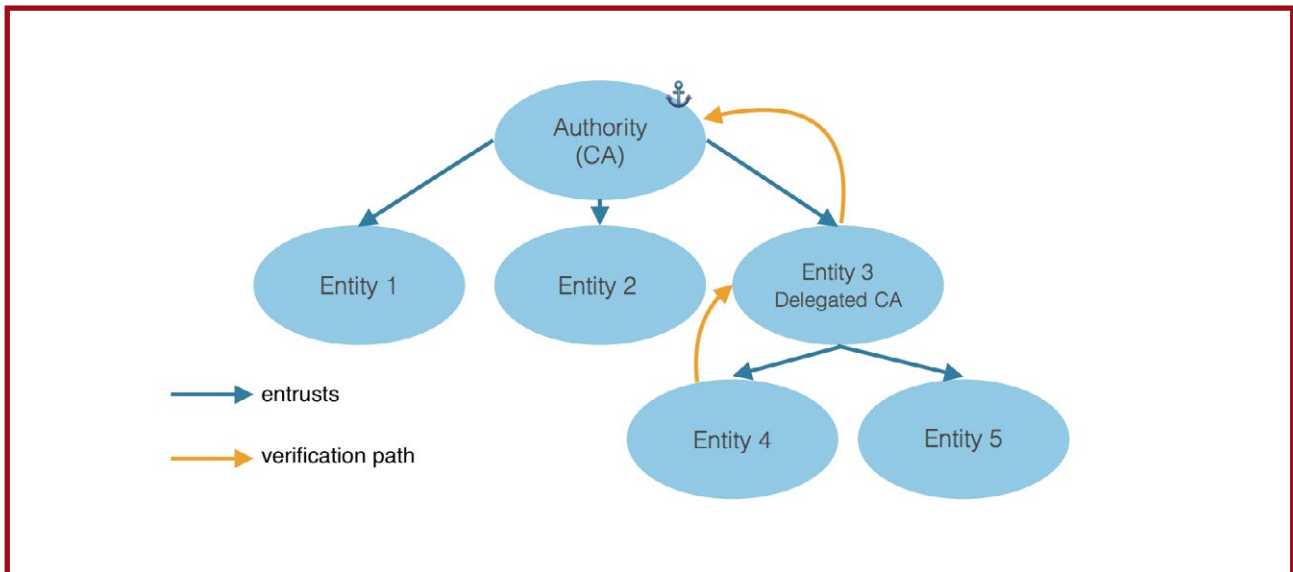 Authority
(CA)
Entity 1
Entity 2
Entity 3
Delegated CA
entrusts
Entity 4
Entity 5
verification path